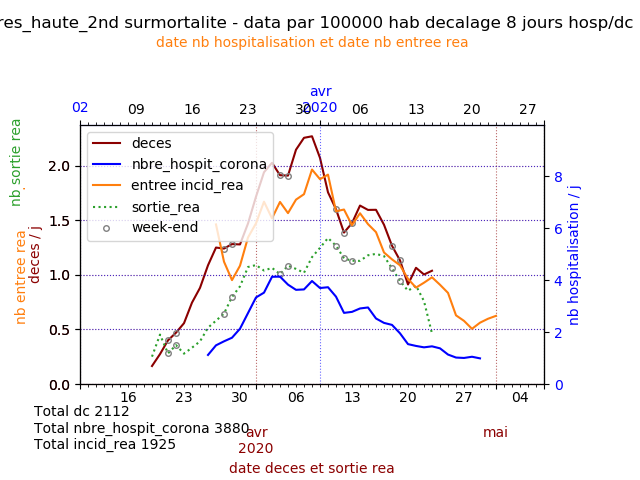 res_haute_2nd surmortalite - data par 100000 hab decalage 8 jours hosp/dc
date nb hospitalisation et date nb entree rea
avr
2020
02 09 16 23 30 06 13 20 27
deces
nbre_hospit_corona
entree incid_rea
sortie_rea
week-end
nb sortie rea
nb entree rea
deces / j
nb hospitalisation / j
2.0
1.5
1.0
0.5
0.0
8
6
4
2
0
16 23 30 06 13 20 27 04
avr
2020
mai
Total dc 2112
Total nbre_hospit_corona 3880
Total incid_rea 1925
date deces et sortie rea